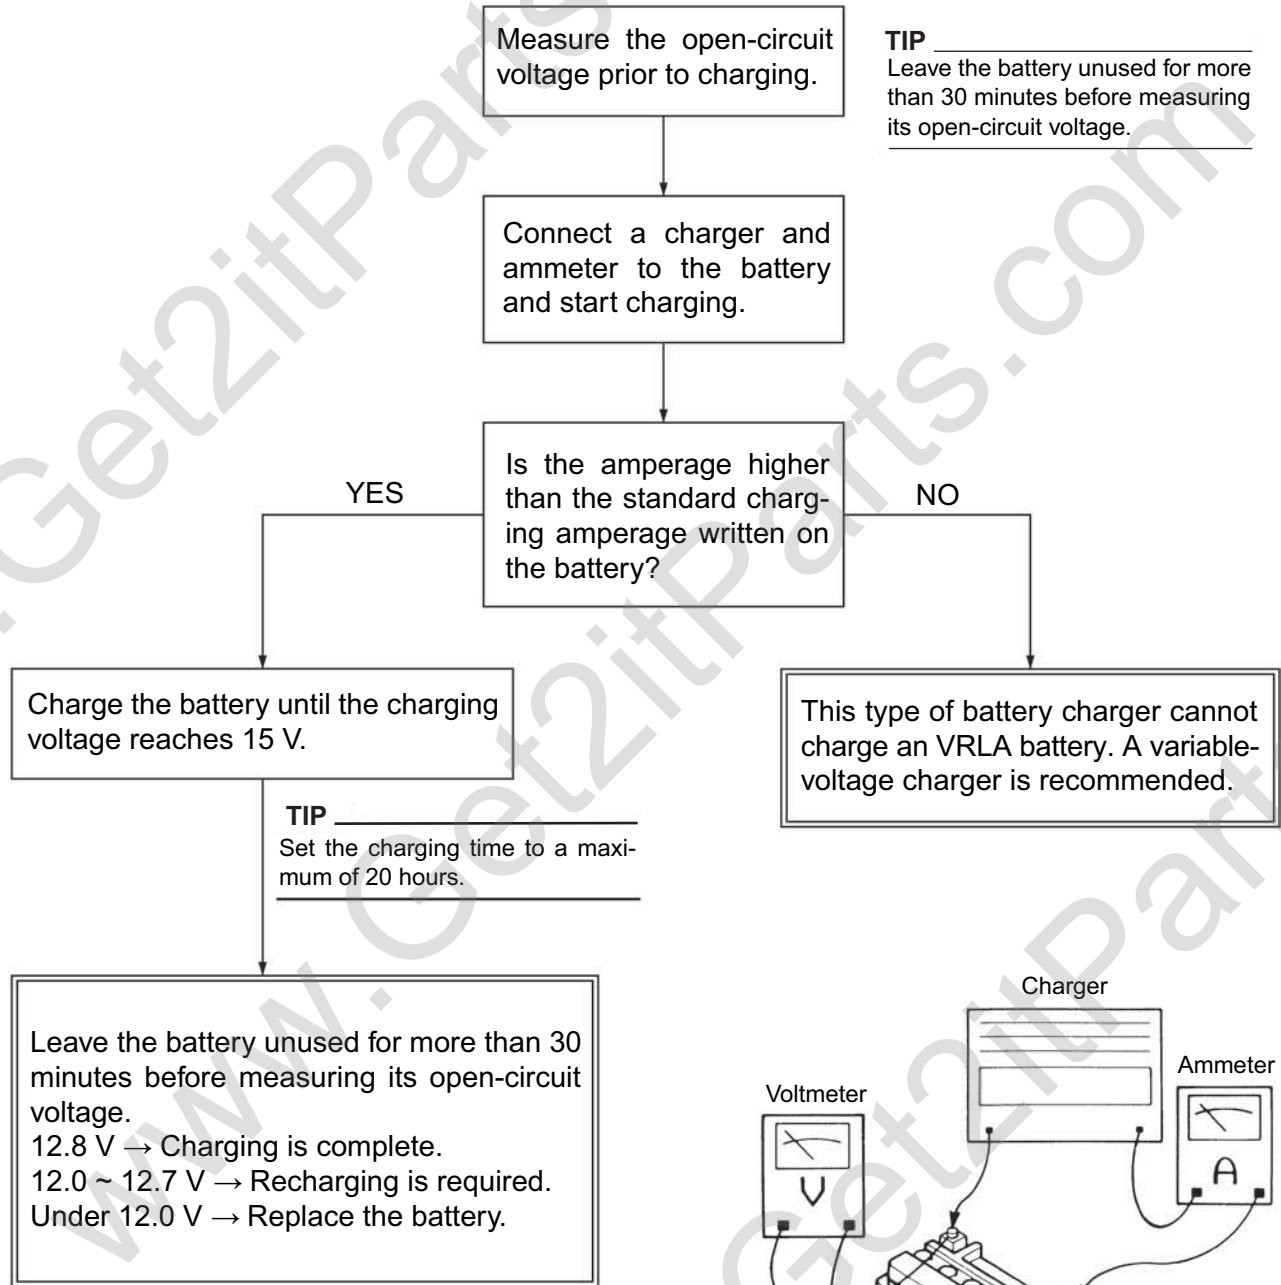 Measure the open-circuit
voltage prior to charging.
TIP
Leave the battery unused for more
than 30 minutes before measuring
its open-circuit voltage.
Connect a charger and
ammeter to the battery
and start charging.
Is the amperage higher
than the standard charg-
ing amperage written on
the battery?
YES
NO
Charge the battery until the charging
voltage reaches 15 V.
This type of battery charger cannot
charge an VRLA battery. A variable-
voltage charger is recommended.
TIP
Set the charging time to a maxi-
mum of 20 hours.
Leave the battery unused for more than 30
minutes before measuring its open-circuit
voltage.
12.8 V → Charging is complete.
12.0 ~ 12.7 V → Recharging is required.
Under 12.0 V → Replace the battery.
Charger
Ammeter
Voltmeter
V
A
.Get2itParts
www.Get2itParts.com
Get2itPart